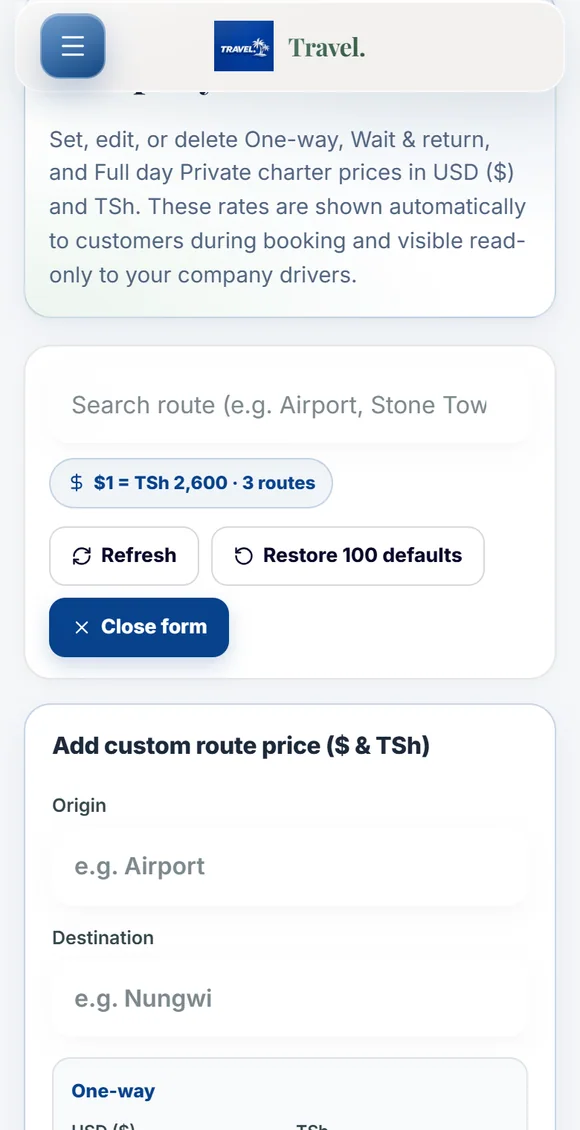 TRAVEL.
Travel.
Set, edit, or delete One-way, Wait & return,
and Full day Private charter prices in USD ($)
and TSh. These rates are shown automatically
to customers during booking and visible read-
only to your company drivers.
Search route (e.g. Airport, Stone Tow
$1 = TSh 2,600 · 3 routes
Refresh
Restore 100 defaults
Close form
Add custom route price ($ & TSh)
Origin
e.g. Airport
Destination
e.g. Nungwi
One-way
USD ($)
TSh